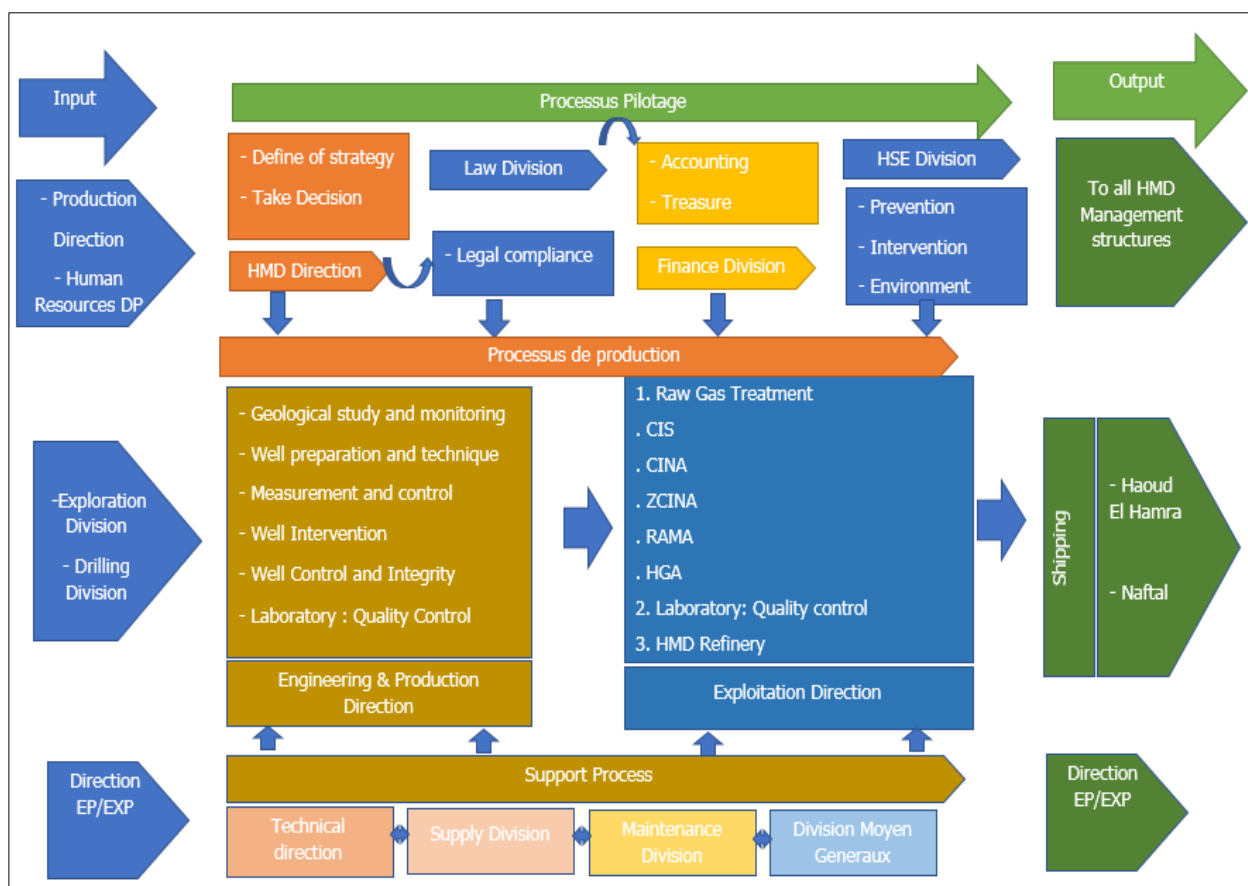 Input
Processus Pilotage
Output
- Define of strategy
- Take Decision
Law Division
- Accounting
- Treasure
HSE Division
- Production
Direction
- Human
Resources DP
HMD Direction
- Legal compliance
Finance Division
- Prevention
- Intervention
- Environment
To all HMD
Management
structures
Processus de production
-Exploration
Division
- Drilling
Division
- Geological study and monitoring
- Well preparation and technique
- Measurement and control
- Well Intervention
- Well Control and Integrity
- Laboratory : Quality Control
Engineering & Production
Direction
1. Raw Gas Treatment
. CIS
. CINA
. ZCINA
. RAMA
. HGA
2. Laboratory: Quality control
3. HMD Refinery
Exploitation Direction
Shipping
- Haoud
El Hamra
- Naftal
Direction
EP/EXP
Support Process
Technical
direction
Supply Division
Maintenance
Division
Division Moyen
Generaux
Direction
EP/EXP